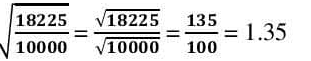 √(18225/10000) = √18225/√10000 = 135/100 = 1.35